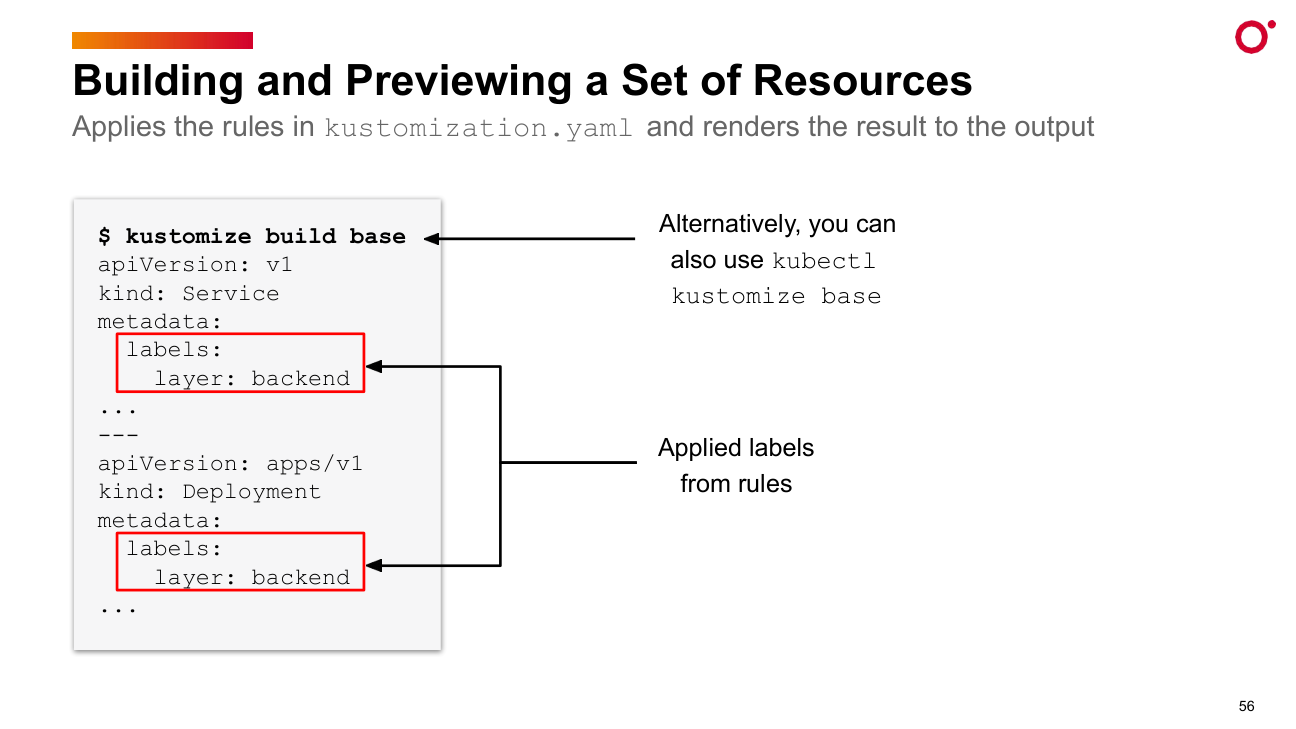 Building and Previewing a Set of Resources
Applies the rules in kustomization.yaml and renders the result to the output
$ kustomize build base
apiVersion: v1
kind: Service
metadata:
  labels:
    layer: backend
...
---
apiVersion: apps/v1
kind: Deployment
metadata:
  labels:
    layer: backend
...
Alternatively, you can
also use kubectl
kustomize base
Applied labels
from rules
56